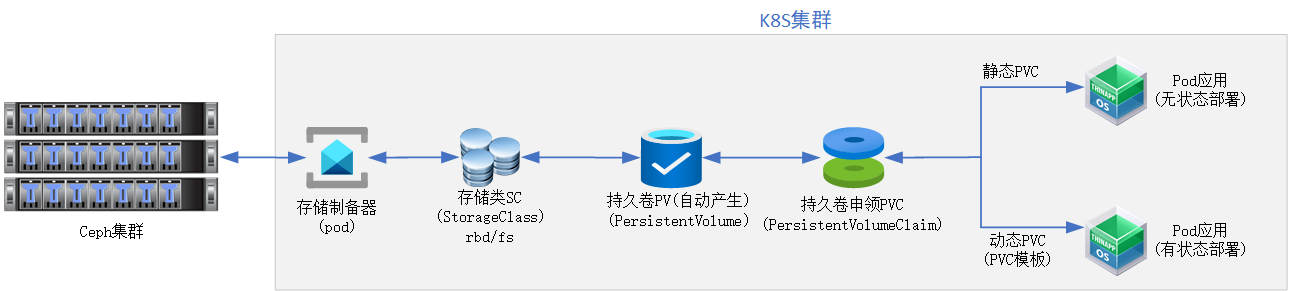 K8S集群
Ceph集群
存储制备器
(pod)
存储类SC
(StorageClass)
rbd/fs
持久卷PV(自动产生)
(PersistentVolume)
持久卷申领PVC
(PersistentVolumeClaim)
静态PVC
THINAPP
OS
Pod应用
(无状态部署)
动态PVC
(PVC模板)
THINAPP
OS
Pod应用
(有状态部署)